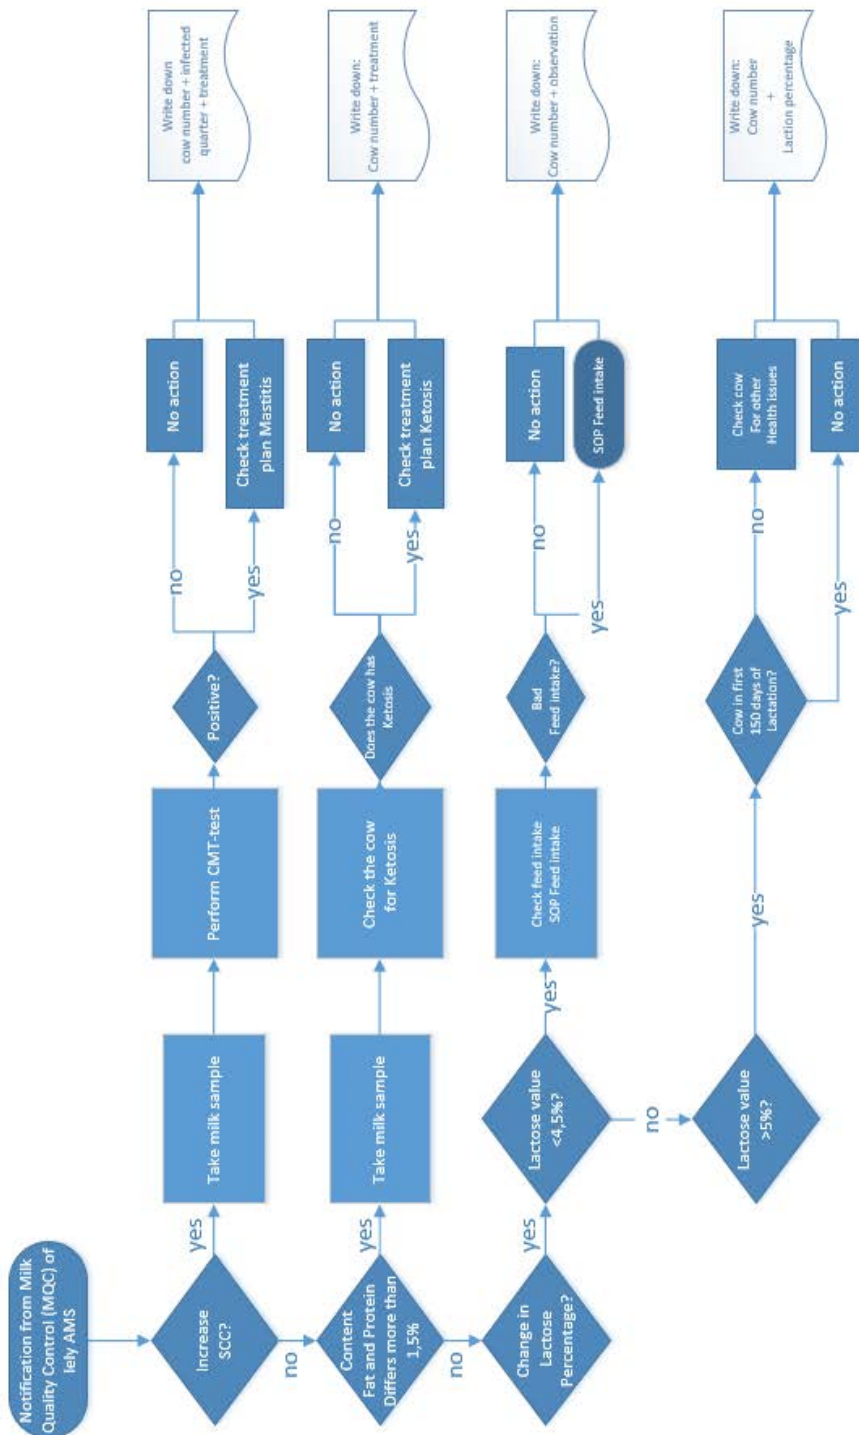 Notification from Milk
Quality Control (MQC) of
lely AMS
Increase
SCC?
yes
Take milk sample
Perform CMT-test
Positive?
no
No action
yes
Check treatment
plan Mastitis
Write down
cow number + infected
quarter + treatment
no
Content
Fat and Protein
Differs more than
1,5%
yes
Take milk sample
Check the cow
for Ketosis
Does the cow has
Ketosis
no
No action
yes
Check treatment
plan Ketosis
Write down:
Cow number + treatment
no
Change in
Lactose
Percentage?
yes
Lactose value
<4,5%?
yes
Check feed intake
SOP Feed intake
Bad
Feed intake?
no
No action
yes
SOP Feed intake
Write down:
Cow number + observation
no
Lactose value
>5%?
yes
Cow in first
150 days of
Lactation?
no
Check cow
For other
Health Issues
yes
No action
Write down:
Cow number
+
Laction percentage